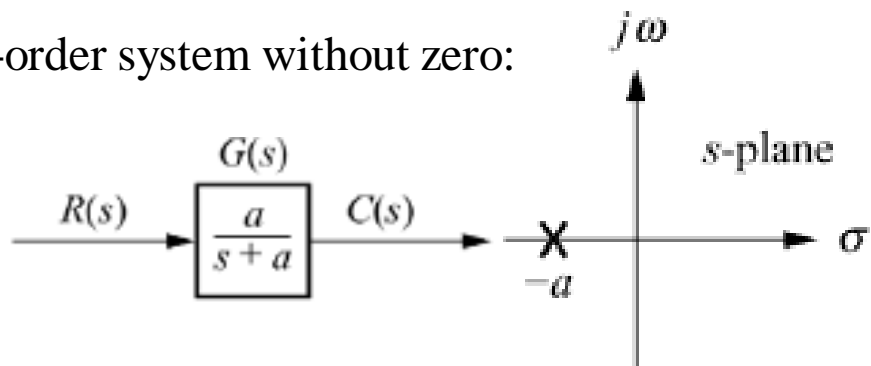 -order system without zero:
jω
G(s)
s-plane
R(s)
a
s + a
C(s)
σ
−a